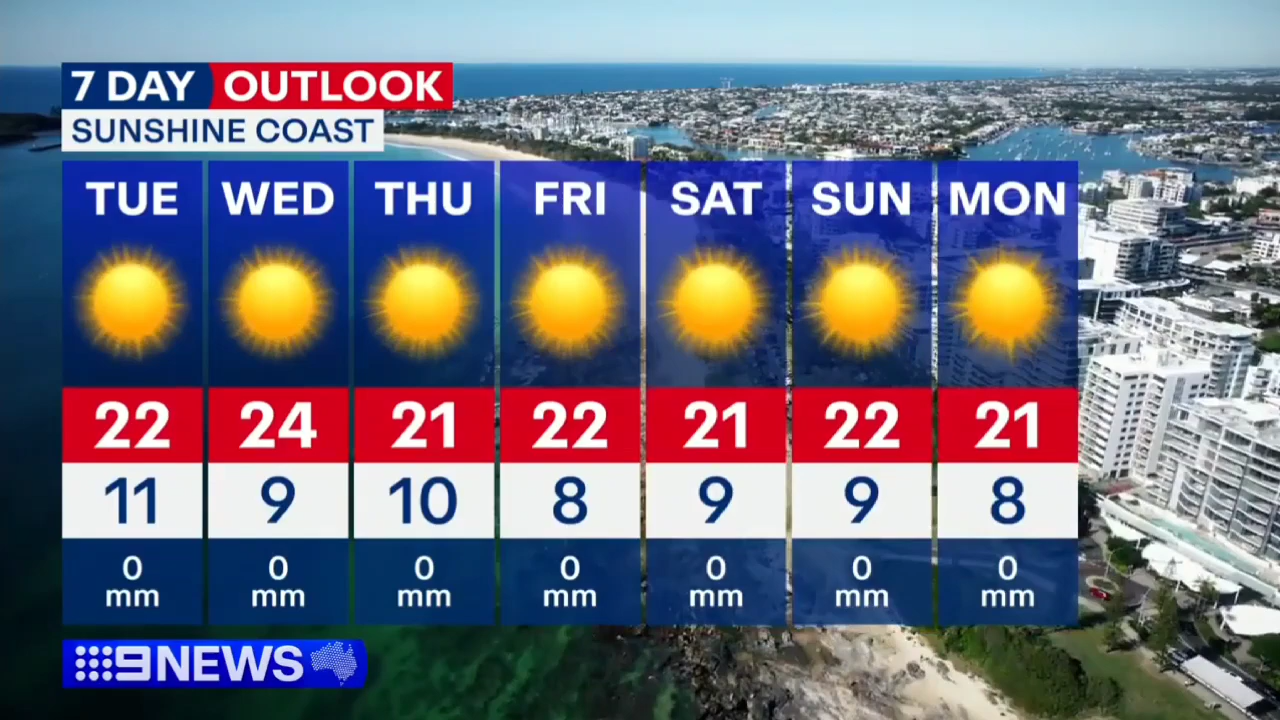 7 DAY OUTLOOK
SUNSHINE COAST
TUE WED THU FRI SAT SUN MON
22 24 21 22 21 22 21
11 9 10 8 9 9 8
0 0 0 0 0 0 0
mm mm mm mm mm mm mm
9NEWS